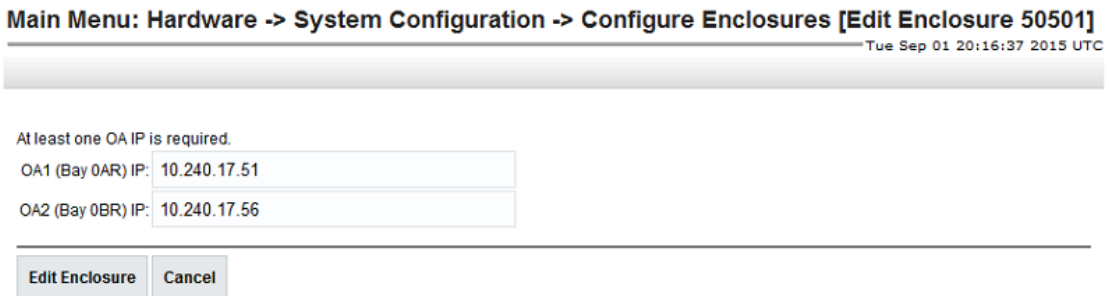 Main Menu: Hardware -> System Configuration -> Configure Enclosures [Edit Enclosure 50501]
Tue Sep 01 20:16:37 2015 UTC
At least one OA IP is required.
OA1 (Bay 0AR) IP: 10.240.17.51
OA2 (Bay 0BR) IP: 10.240.17.56
Edit Enclosure Cancel